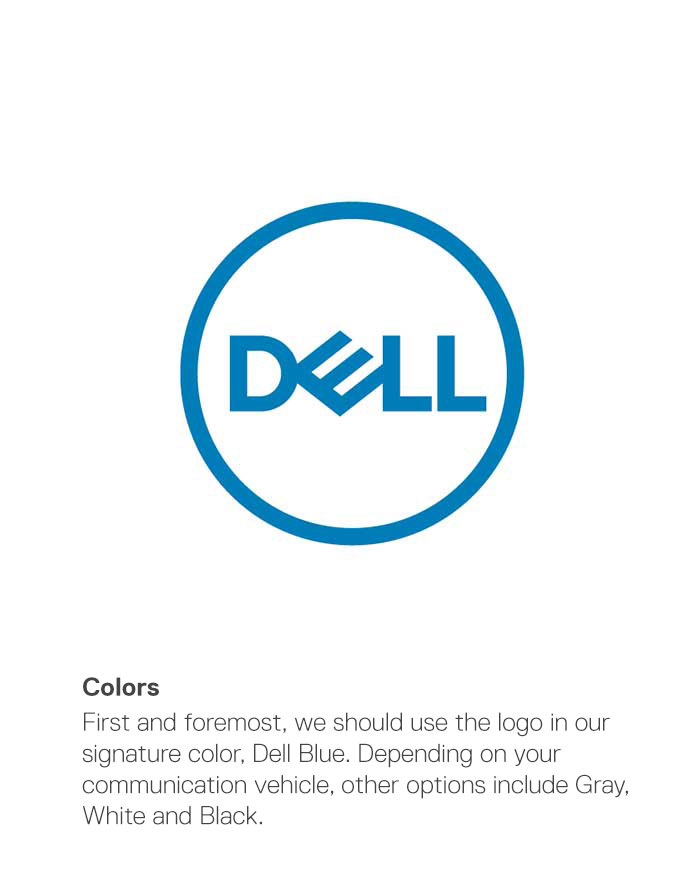 DELL
Colors
First and foremost, we should use the logo in our
signature color, Dell Blue. Depending on your
communication vehicle, other options include Gray,
White and Black.